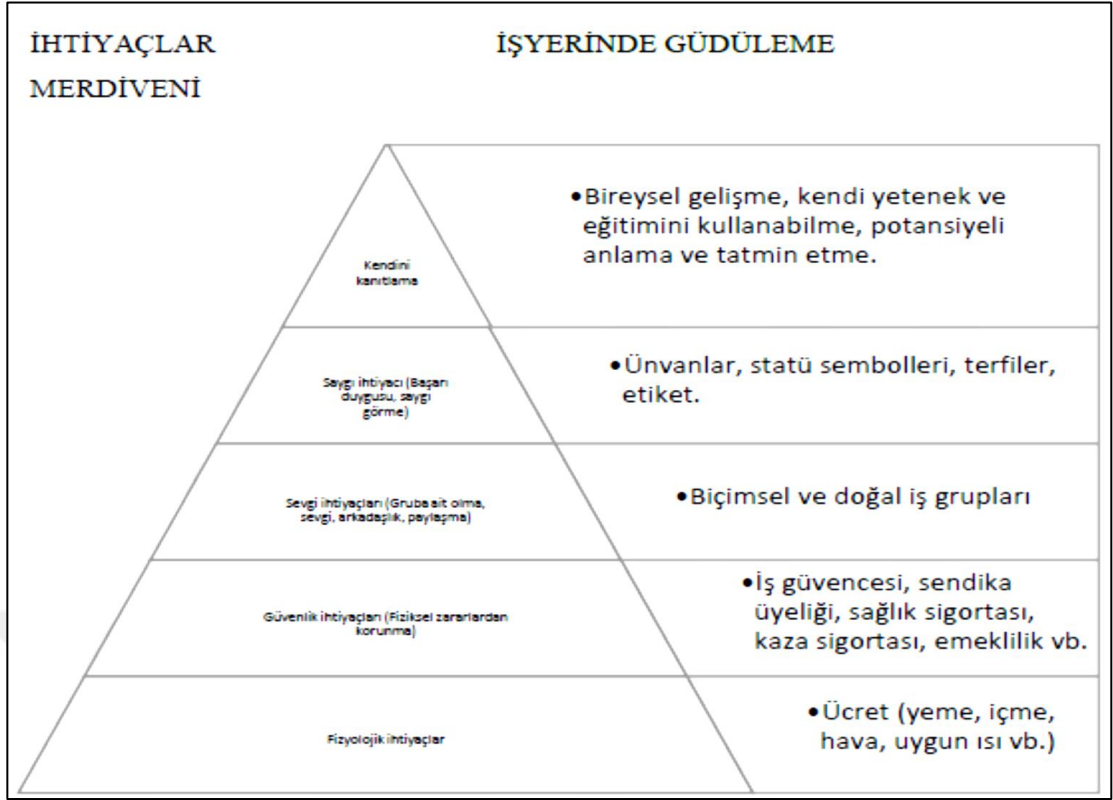 İHTİYAÇLAR
MERDİVENİ
İŞYERİNDE GÜDÜLEME
Kendini
kanıtlama
•Bireysel gelişme, kendi yetenek ve
eğitimini kullanabilme, potansiyeli
anlama ve tatmin etme.
Saygı ihtiyacı (Başarı
duygusu, saygı
görme)
•Ünvanlar, statü sembolleri, terfiler,
etiket.
Sevgi ihtiyaçları (Gruba ait olma,
sevgi, arkadaşlık, paylaşma)
•Biçimsel ve doğal iş grupları
Güvenlik ihtiyaçları (Fiziksel zararlardan
korunma)
•İş güvencesi, sendika
üyeliği, sağlık sigortası,
kaza sigortası, emeklilik vb.
Fizyolojik ihtiyaçlar
•Ücret (yeme, içme,
hava, uygun ısı vb.)